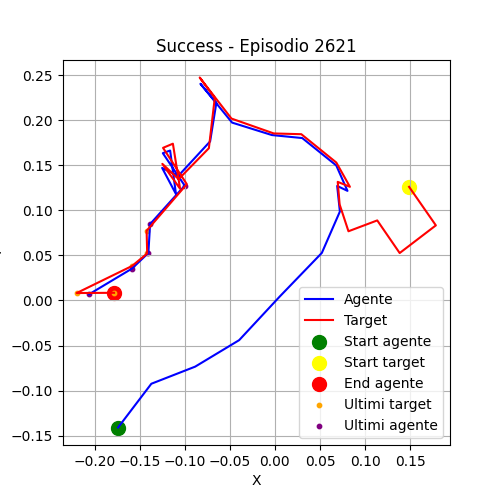 Success - Episodio 2621
0.25
0.20
0.15
0.10
0.05
0.00
−0.05
−0.10
−0.15
−0.20 −0.15 −0.10 −0.05 0.00 0.05 0.10 0.15
X
Agente
Target
Start agente
Start target
End agente
Ultimi target
Ultimi agente